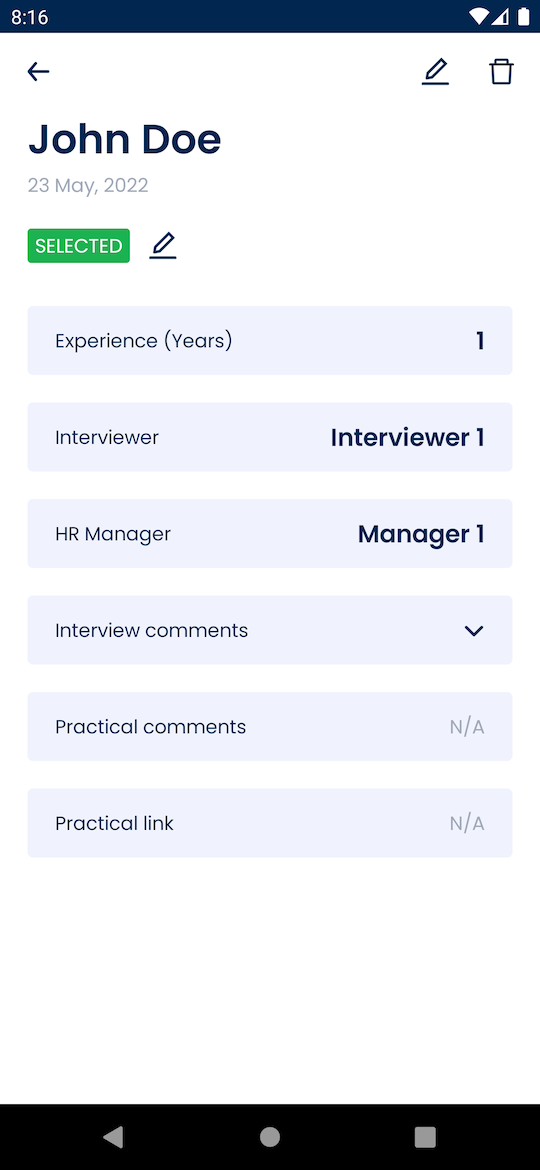 8:16
John Doe
23 May, 2022
SELECTED
Experience (Years) 1
Interviewer Interviewer 1
HR Manager Manager 1
Interview comments
Practical comments N/A
Practical link N/A